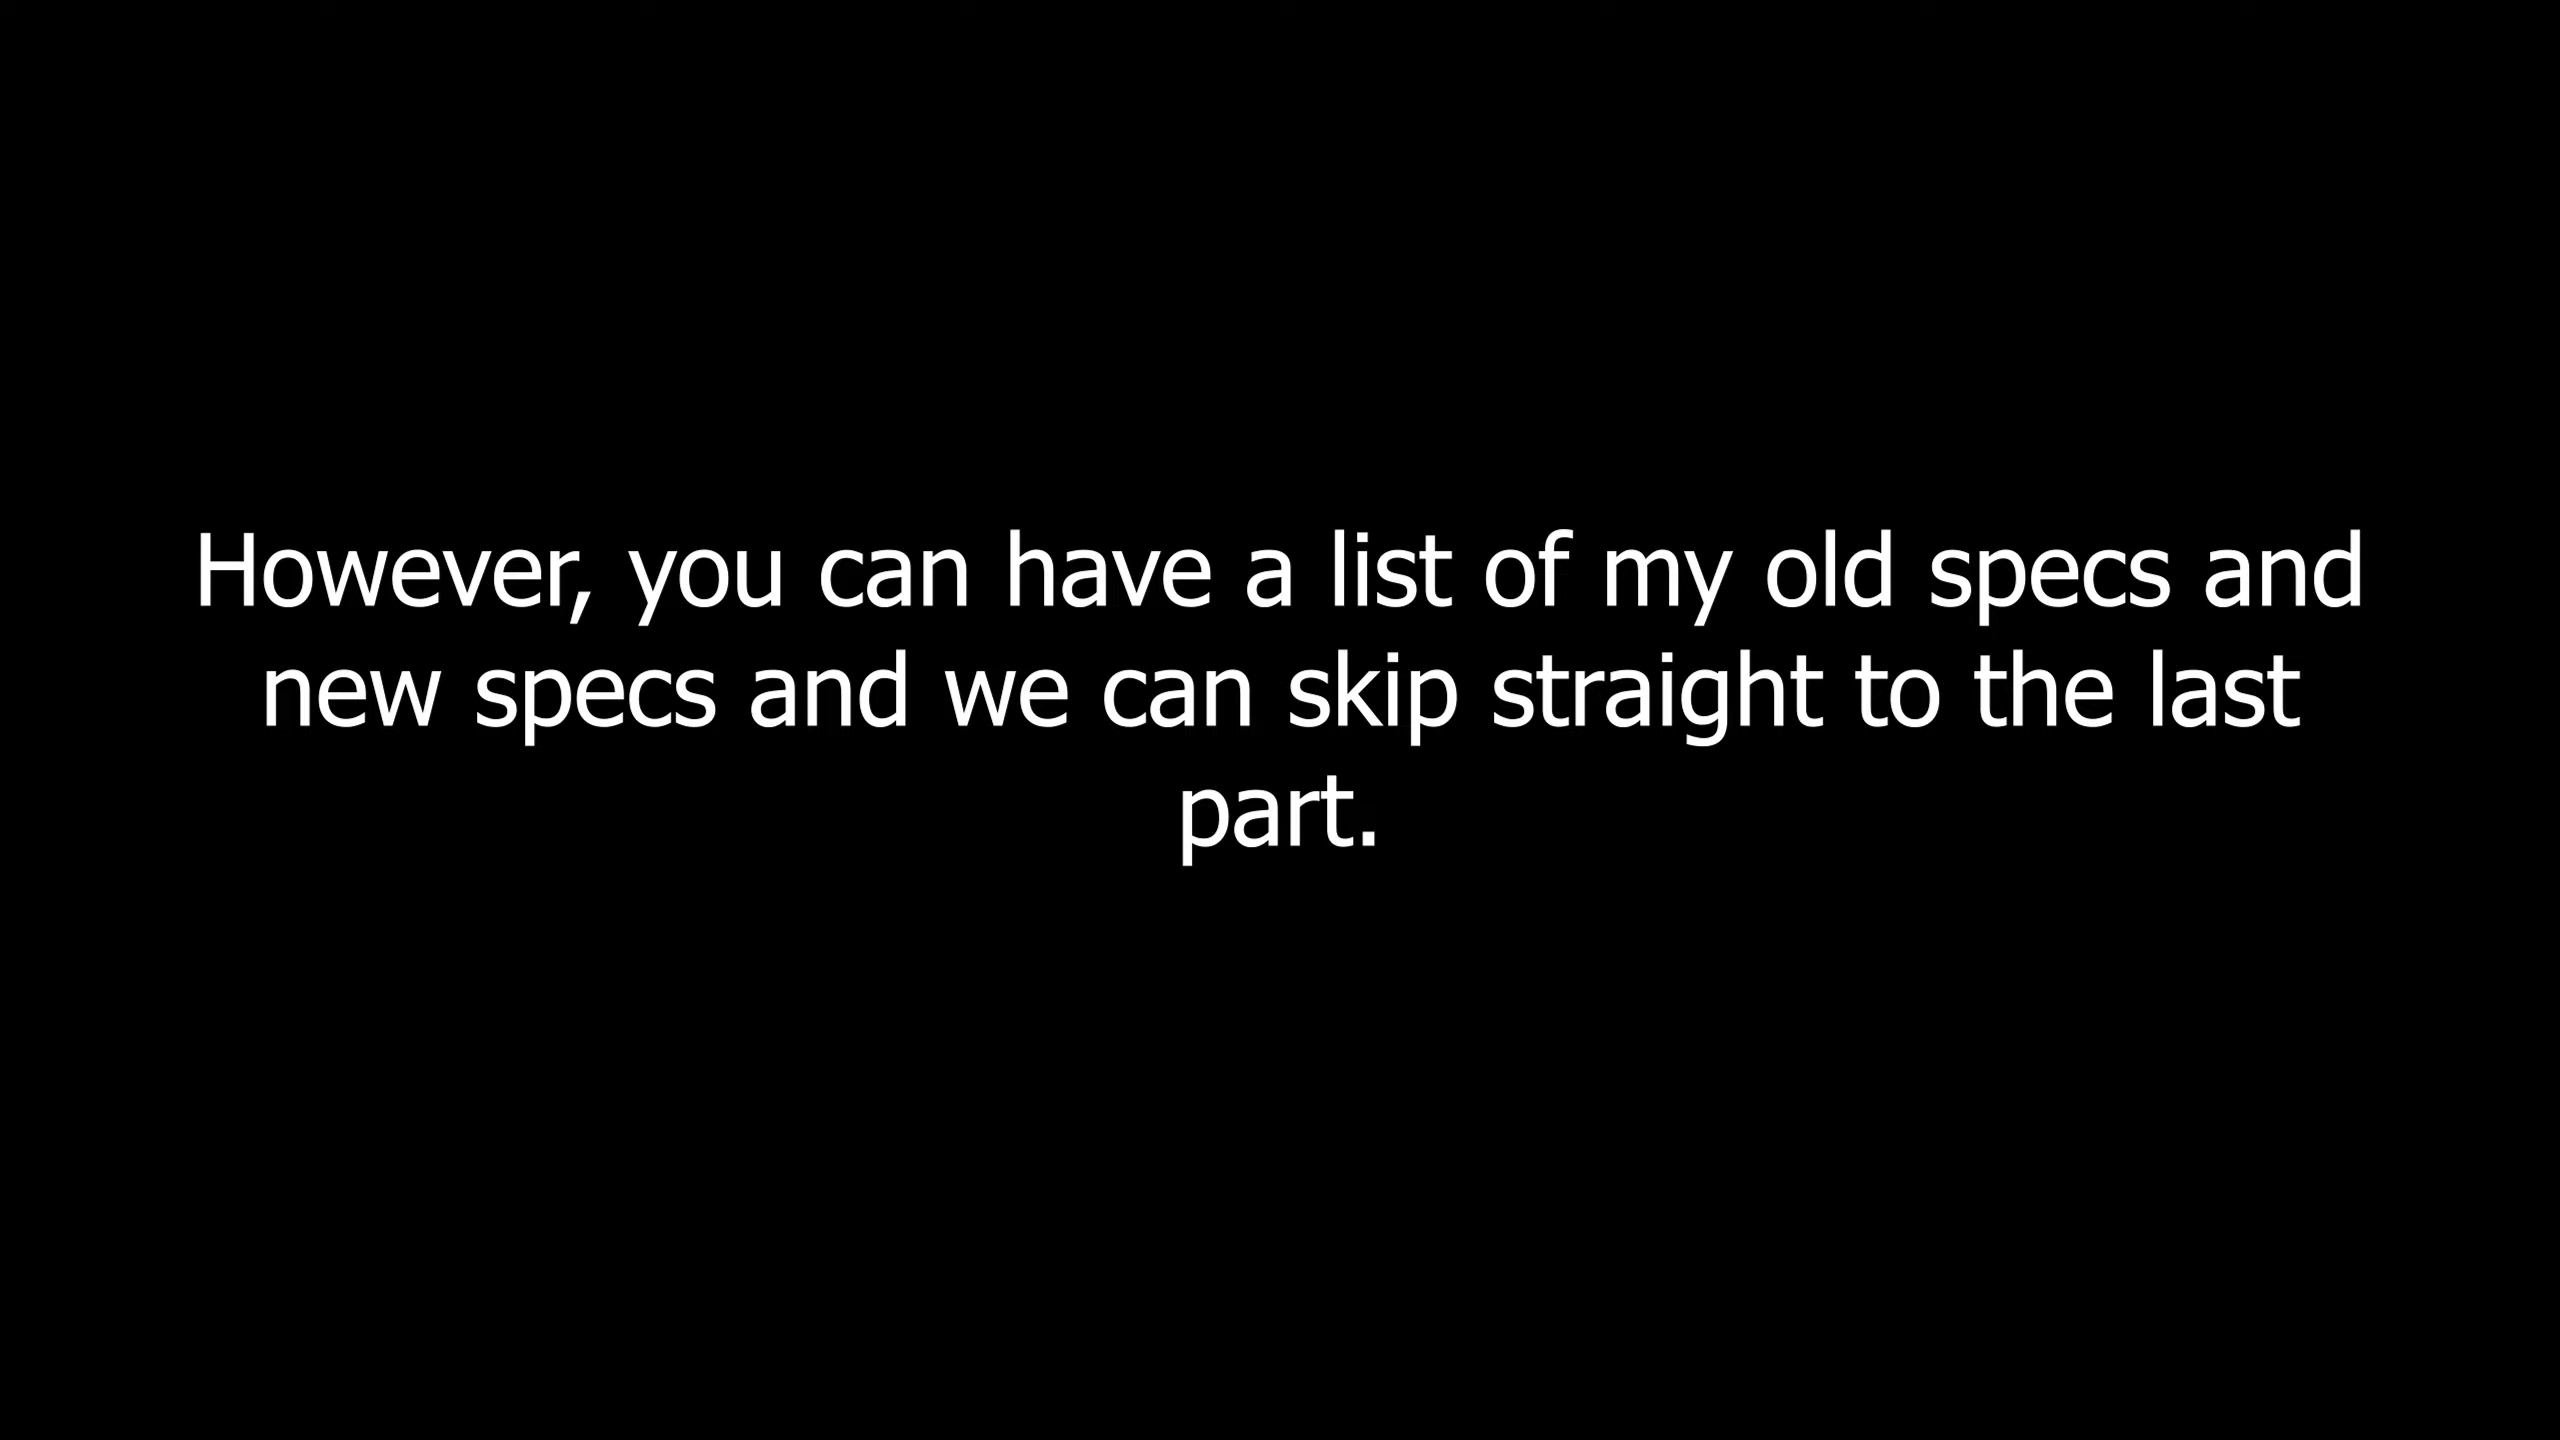 However, you can have a list of my old specs and
new specs and we can skip straight to the last
part.